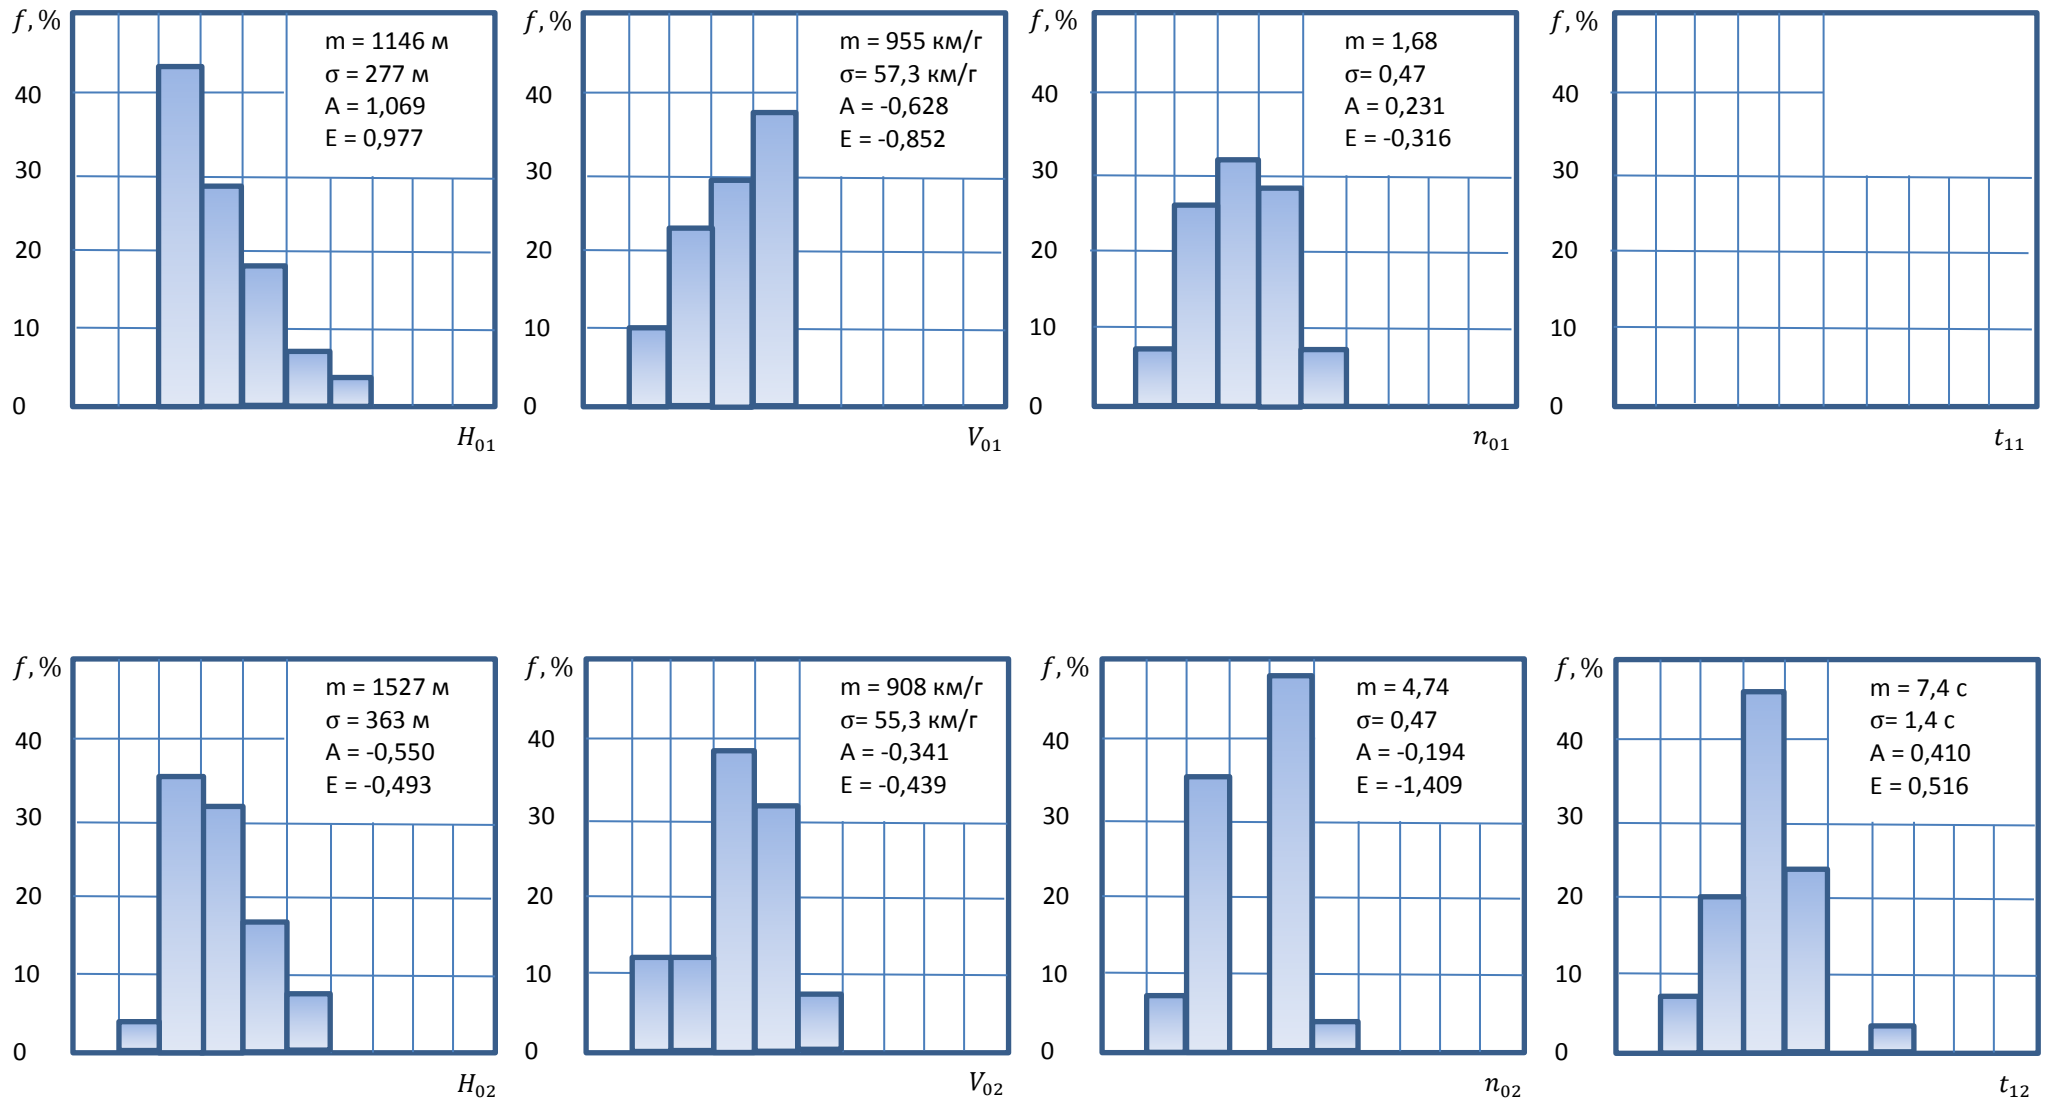 f, %
m = 1146 м
σ = 277 м
A = 1,069
E = 0,977
40
30
20
10
0
H₀₁
f, %
m = 955 км/г
σ= 57,3 км/г
A = -0,628
E = -0,852
40
30
20
10
0
V₀₁
f, %
m = 1,68
σ= 0,47
A = 0,231
E = -0,316
40
30
20
10
0
n₀₁
f, %
40
30
20
10
0
t₁₁
f, %
m = 1527 м
σ = 363 м
A = -0,550
E = -0,493
40
30
20
10
0
H₀₂
f, %
m = 908 км/г
σ= 55,3 км/г
A = -0,341
E = -0,439
40
30
20
10
0
V₀₂
f, %
m = 4,74
σ= 0,47
A = -0,194
E = -1,409
40
30
20
10
0
n₀₂
f, %
m = 7,4 с
σ= 1,4 с
A = 0,410
E = 0,516
40
30
20
10
0
t₁₂